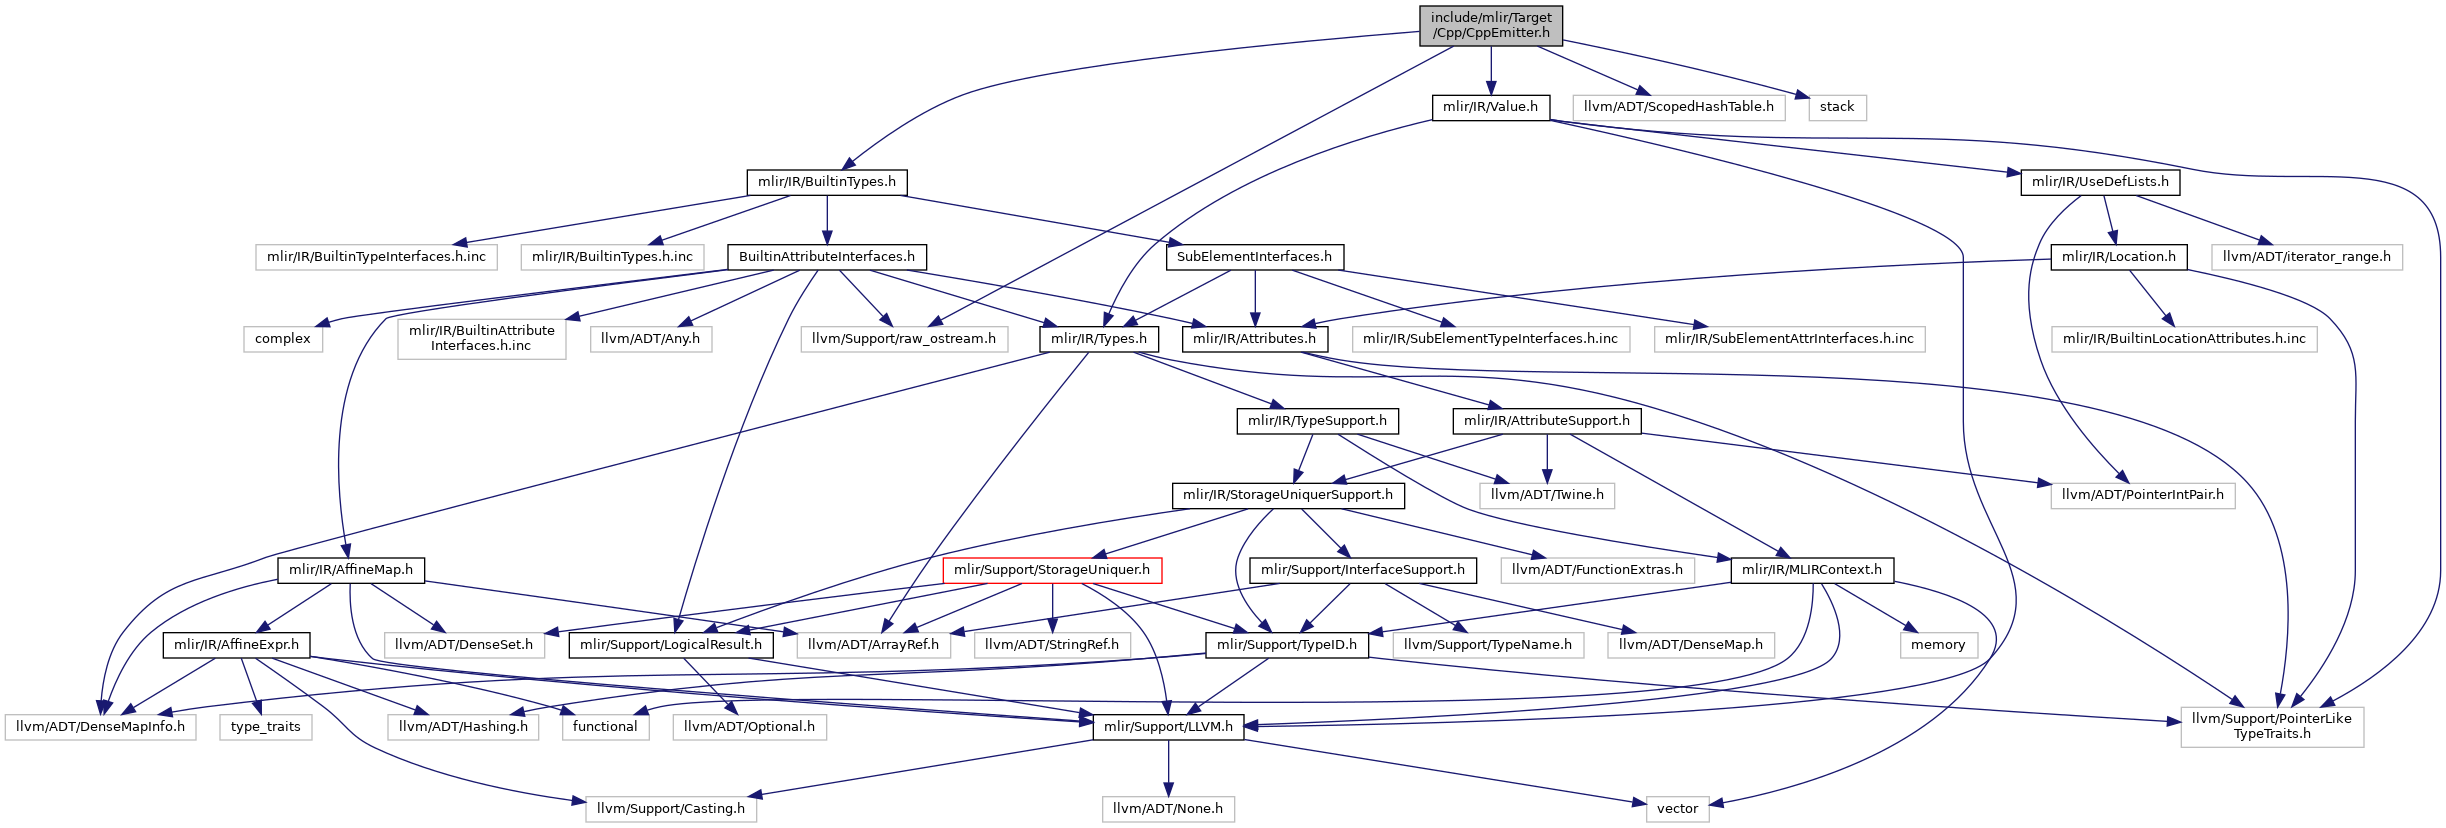 include/mlir/Target
/Cpp/CppEmitter.h
mlir/IR/Value.h
llvm/ADT/ScopedHashTable.h
stack
mlir/IR/BuiltinTypes.h
mlir/IR/UseDefLists.h
mlir/IR/BuiltinTypeInterfaces.h.inc
mlir/IR/BuiltinTypes.h.inc
BuiltinAttributeInterfaces.h
SubElementInterfaces.h
mlir/IR/Location.h
llvm/ADT/iterator_range.h
complex
mlir/IR/BuiltinAttribute
Interfaces.h.inc
llvm/ADT/Any.h
llvm/Support/raw_ostream.h
mlir/IR/Types.h
mlir/IR/Attributes.h
mlir/IR/SubElementTypeInterfaces.h.inc
mlir/IR/SubElementAttrInterfaces.h.inc
mlir/IR/BuiltinLocationAttributes.h.inc
mlir/IR/TypeSupport.h
mlir/IR/AttributeSupport.h
mlir/IR/StorageUniquerSupport.h
llvm/ADT/Twine.h
llvm/ADT/PointerIntPair.h
mlir/IR/AffineMap.h
mlir/Support/StorageUniquer.h
mlir/Support/InterfaceSupport.h
llvm/ADT/FunctionExtras.h
mlir/IR/MLIRContext.h
mlir/IR/AffineExpr.h
llvm/ADT/DenseSet.h
mlir/Support/LogicalResult.h
llvm/ADT/ArrayRef.h
llvm/ADT/StringRef.h
mlir/Support/TypeID.h
llvm/Support/TypeName.h
llvm/ADT/DenseMap.h
memory
llvm/ADT/DenseMapInfo.h
type_traits
llvm/ADT/Hashing.h
functional
llvm/ADT/Optional.h
mlir/Support/LLVM.h
llvm/Support/PointerLike
TypeTraits.h
llvm/Support/Casting.h
llvm/ADT/None.h
vector